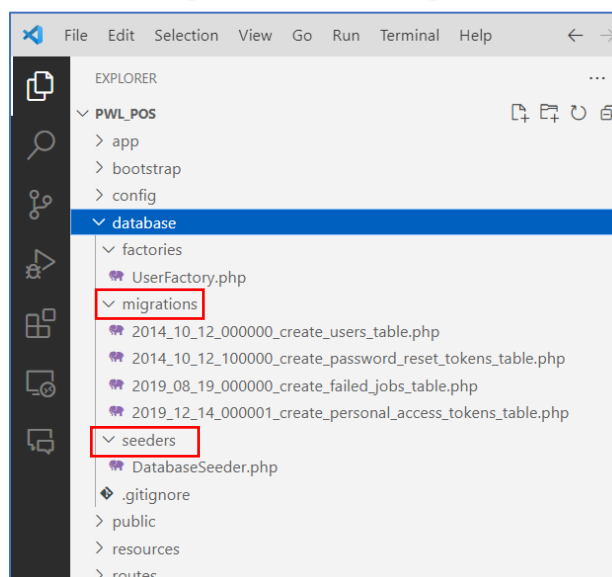 File Edit Selection View Go Run Terminal Help
EXPLORER
PWL_POS
app
bootstrap
config
database
factories
UserFactory.php
migrations
2014_10_12_000000_create_users_table.php
2014_10_12_100000_create_password_reset_tokens_table.php
2019_08_19_000000_create_failed_jobs_table.php
2019_12_14_000001_create_personal_access_tokens_table.php
seeders
DatabaseSeeder.php
.gitignore
public
resources
routes